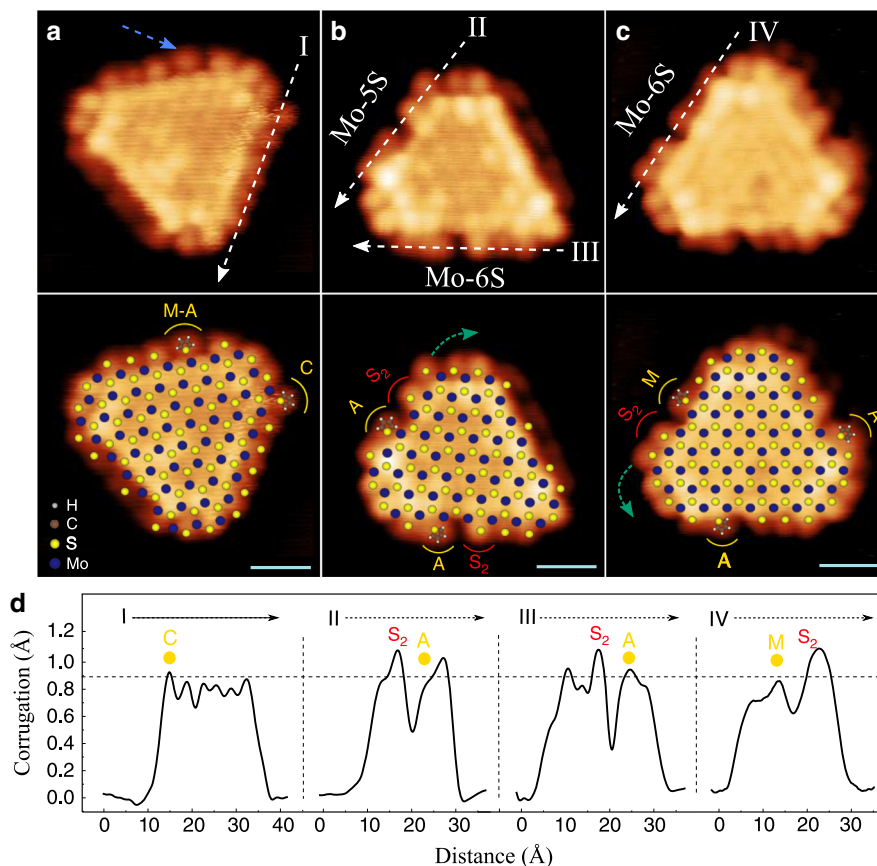 a
I
b
II
Mo-5S
III
Mo-6S
c
IV
Mo-6S
M-A
C
H
C
S
Mo
S2
A
A
S2
M
S2
A
A
d
I
II
III
IV
C
S2
A
S2
A
M
S2
Corrugation (Å)
1.2
1.0
0.8
0.6
0.4
0.2
0.0
0 10 20 30 40
0 10 20 30
0 10 20 30
0 10 20 30
Distance (Å)